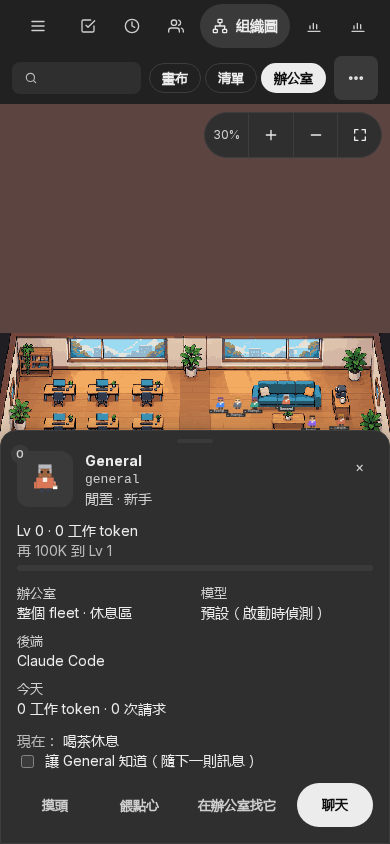 組織圖
畫布
清單
辦公室
30%
0
General
general
閒置 · 新手
Lv 0 · 0 工作 token
再 100K 到 Lv 1
辦公室
整個 fleet · 休息區
模型
預設（啟動時偵測）
後端
Claude Code
今天
0 工作 token · 0 次請求
現在： 喝茶休息
讓 General 知道（隨下一則訊息）
摸頭
餵點心
在辦公室找它
聊天